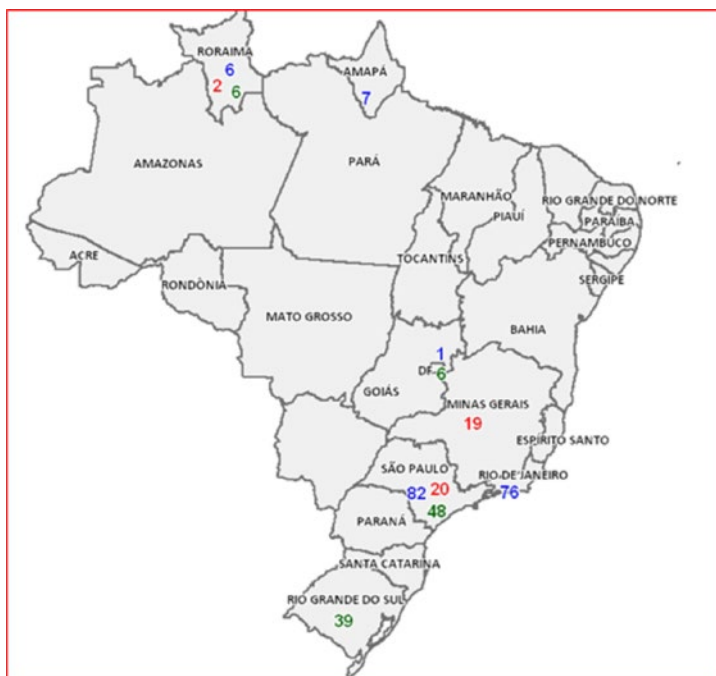 RORAIMA
6
2
6
AMAPÁ
7
AMAZONAS
PARÁ
MARANHÃO
RIO GRANDE DO NORTE
PIAUÍ
PARAÍBA
PERNAMBUCO
ACRE
TOCANTINS
SERGIPE
RONDÔNIA
MATO GROSSO
BAHIA
1
DF
6
GOIÁS
MINAS GERAIS
19
ESPÍRITO SANTO
SÃO PAULO
RIO DE JANEIRO
82
20
76
48
PARANÁ
SANTA CATARINA
RIO GRANDE DO SUL
39